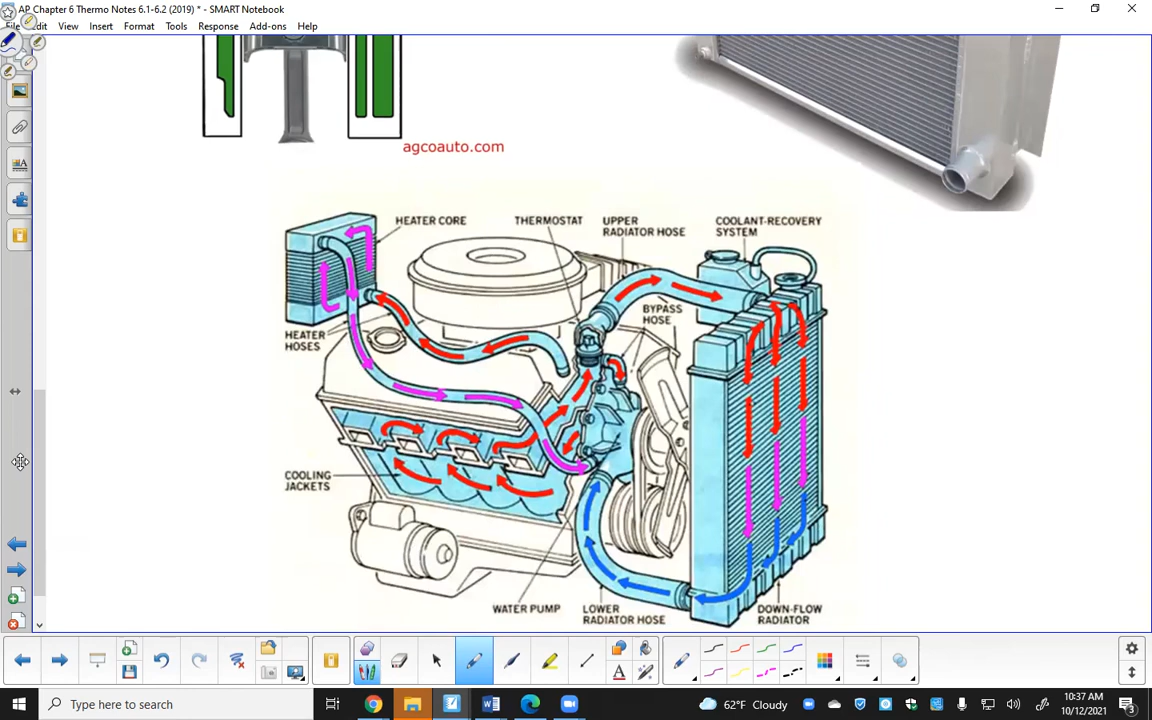 AP Chapter 6 Thermo Notes 6.1-6.2 (2019) * - SMART Notebook
Edit View Insert Format Tools Response Add-ons Help
agcoauto.com
HEATER CORE
THERMOSTAT
UPPER
RADIATOR HOSE
COOLANT-RECOVERY
SYSTEM
BYPASS
HOSE
HEATER
HOSES
COOLING
JACKETS
WATER PUMP
LOWER
RADIATOR HOSE
DOWN-FLOW
RADIATOR
Type here to search
62°F Cloudy
10:37 AM
10/12/2021
3